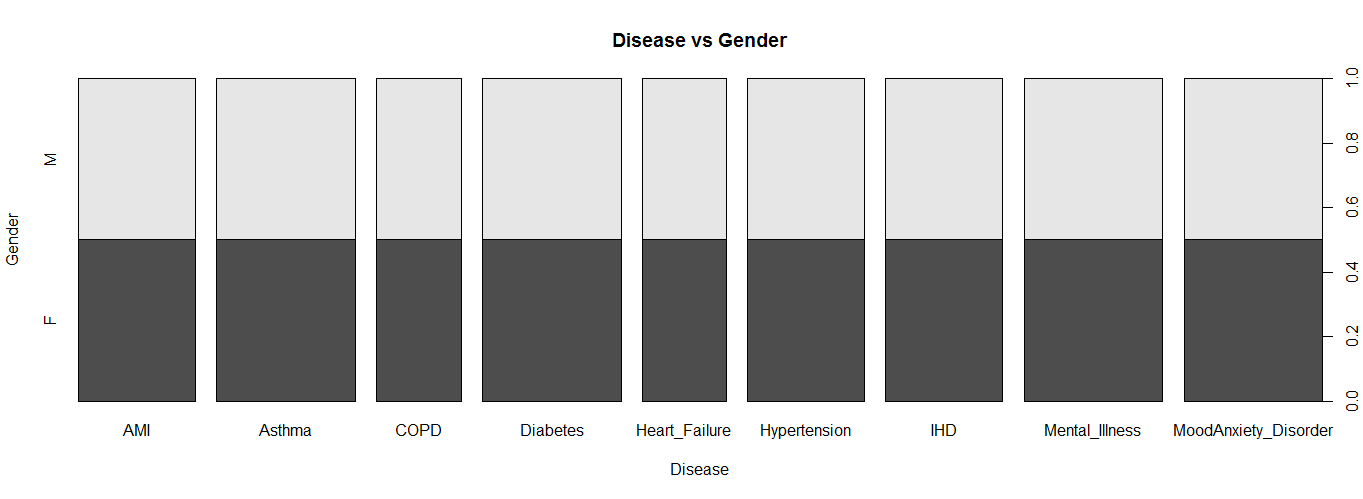 Disease vs Gender
Gender
M
F
1.0
0.8
0.6
0.4
0.2
0.0
AMI Asthma COPD Diabetes Heart_Failure Hypertension IHD Mental_Illness MoodAnxiety_Disorder
Disease